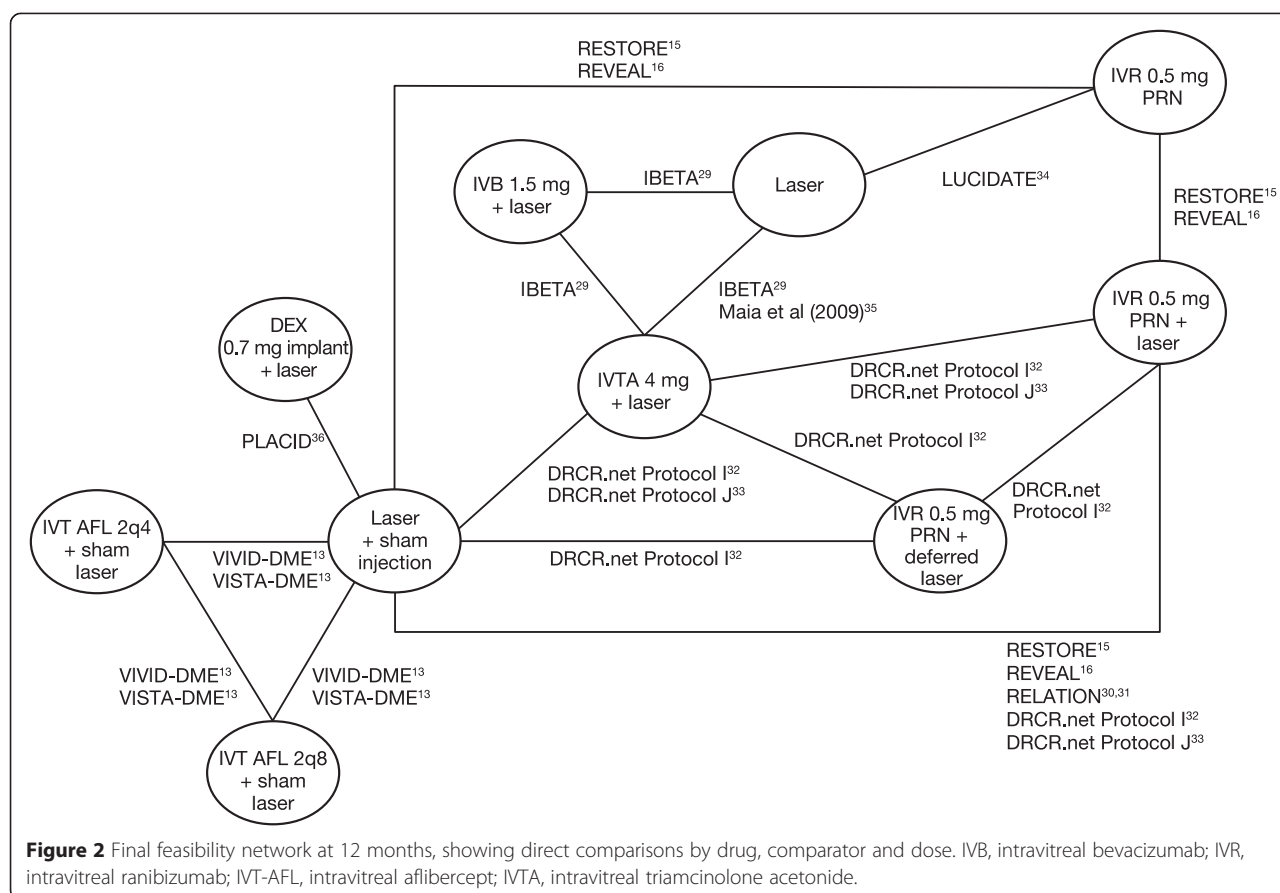 RESTORE15
REVEAL16
IVR 0.5 mg
PRN
IVB 1.5 mg
+ laser
IBETA29
Laser
LUCIDATE34
RESTORE15
REVEAL16
IBETA29
IBETA29
Maia et al (2009)35
DEX
0.7 mg implant
+ laser
IVR 0.5 mg
PRN +
laser
IVTA 4 mg
+ laser
DRCR.net Protocol I32
DRCR.net Protocol J33
PLACID36
DRCR.net Protocol I32
DRCR.net Protocol I32
DRCR.net Protocol J33
DRCR.net
Protocol I32
IVT AFL 2q4
+ sham
laser
VIVID-DME13
VISTA-DME13
Laser
+ sham
injection
DRCR.net Protocol I32
IVR 0.5 mg
PRN +
deferred
laser
VIVID-DME13
VISTA-DME13
VIVID-DME13
VISTA-DME13
IVT AFL 2q8
+ sham
laser
RESTORE15
REVEAL16
RELATION30,31
DRCR.net Protocol I32
DRCR.net Protocol J33
Figure 2 Final feasibility network at 12 months, showing direct comparisons by drug, comparator and dose. IVB, intravitreal bevacizumab; IVR,
intravitreal ranibizumab; IVT-AFL, intravitreal aflibercept; IVTA, intravitreal triamcinolone acetonide.